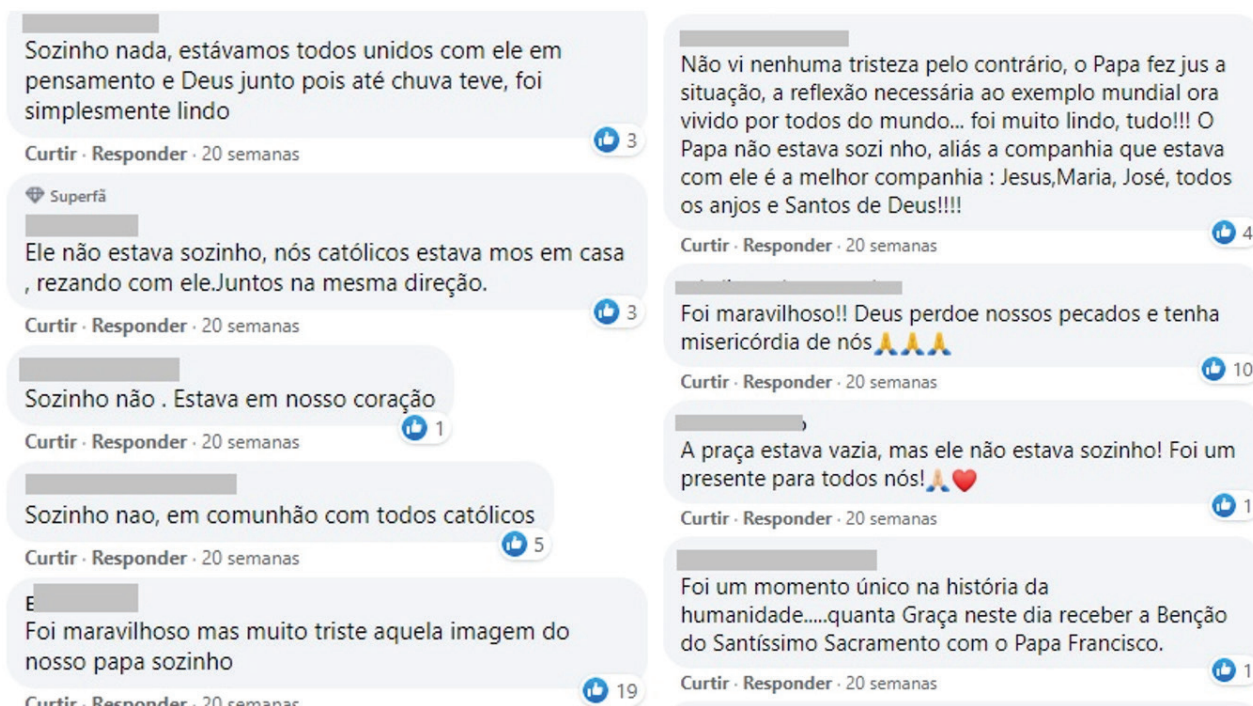 Sozinho nada, estávamos todos unidos com ele em
pensamento e Deus junto pois até chuva teve, foi
simplesmente lindo
3
Curtir · Responder · 20 semanas
Superfã
Ele não estava sozinho, nós católicos estava mos em casa
, rezando com ele.Juntos na mesma direção.
3
Curtir · Responder · 20 semanas
Sozinho não . Estava em nosso coração
1
Curtir · Responder · 20 semanas
Sozinho nao, em comunhão com todos católicos
5
Curtir · Responder · 20 semanas
E
Foi maravilhoso mas muito triste aquela imagem do
nosso papa sozinho
19
Curtir · Responder · 20 semanas
Não vi nenhuma tristeza pelo contrário, o Papa fez jus a
situação, a reflexão necessária ao exemplo mundial ora
vivido por todos do mundo... foi muito lindo, tudo!!! O
Papa não estava sozi nho, aliás a companhia que estava
com ele é a melhor companhia : Jesus,Maria, José, todos
os anjos e Santos de Deus!!!!
4
Curtir · Responder · 20 semanas
Foi maravilhoso!! Deus perdoe nossos pecados e tenha
misericórdia de nós🙏🙏🙏
10
Curtir · Responder · 20 semanas
A praça estava vazia, mas ele não estava sozinho! Foi um
presente para todos nós!🙏🏻❤️
1
Curtir · Responder · 20 semanas
Foi um momento único na história da
humanidade.....quanta Graça neste dia receber a Benção
do Santíssimo Sacramento com o Papa Francisco.
1
Curtir · Responder · 20 semanas